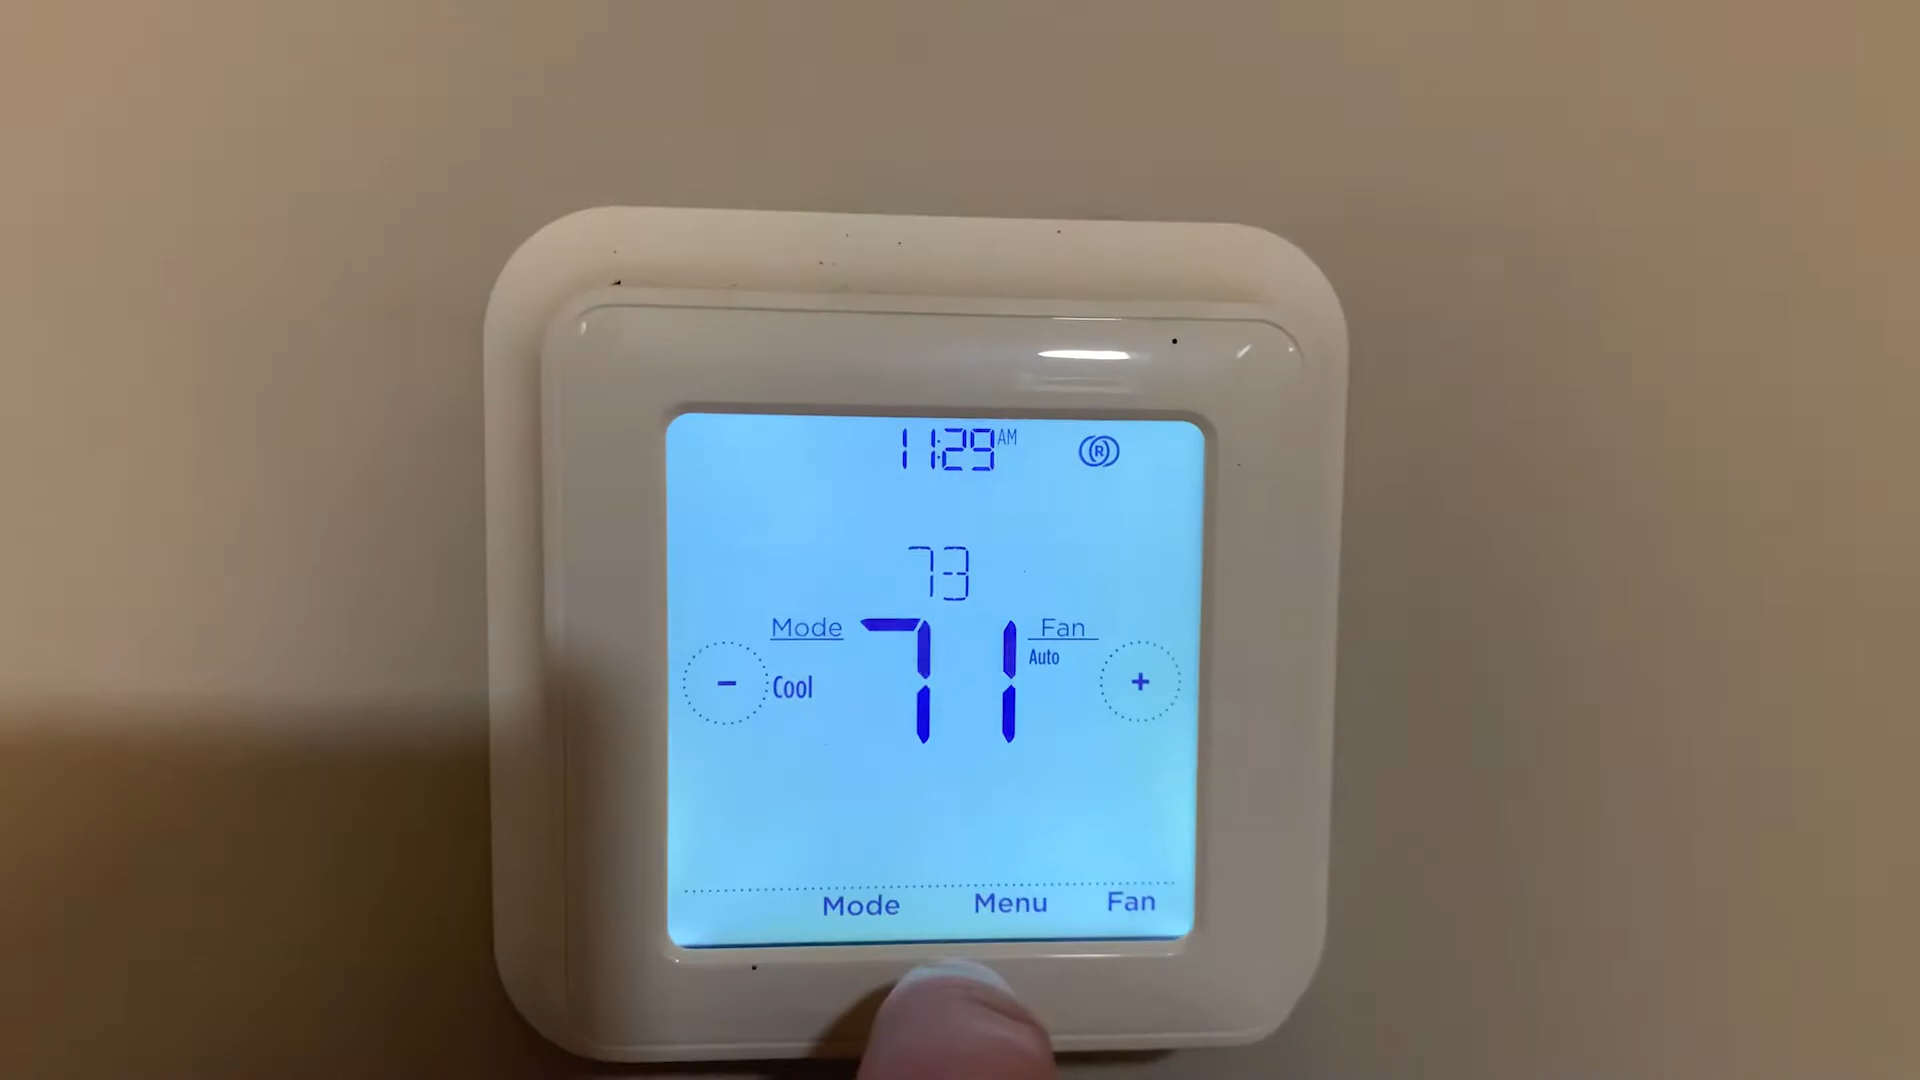 11:29 AM R
73
Mode 71 Fan
Auto
- Cool +
Mode Menu Fan